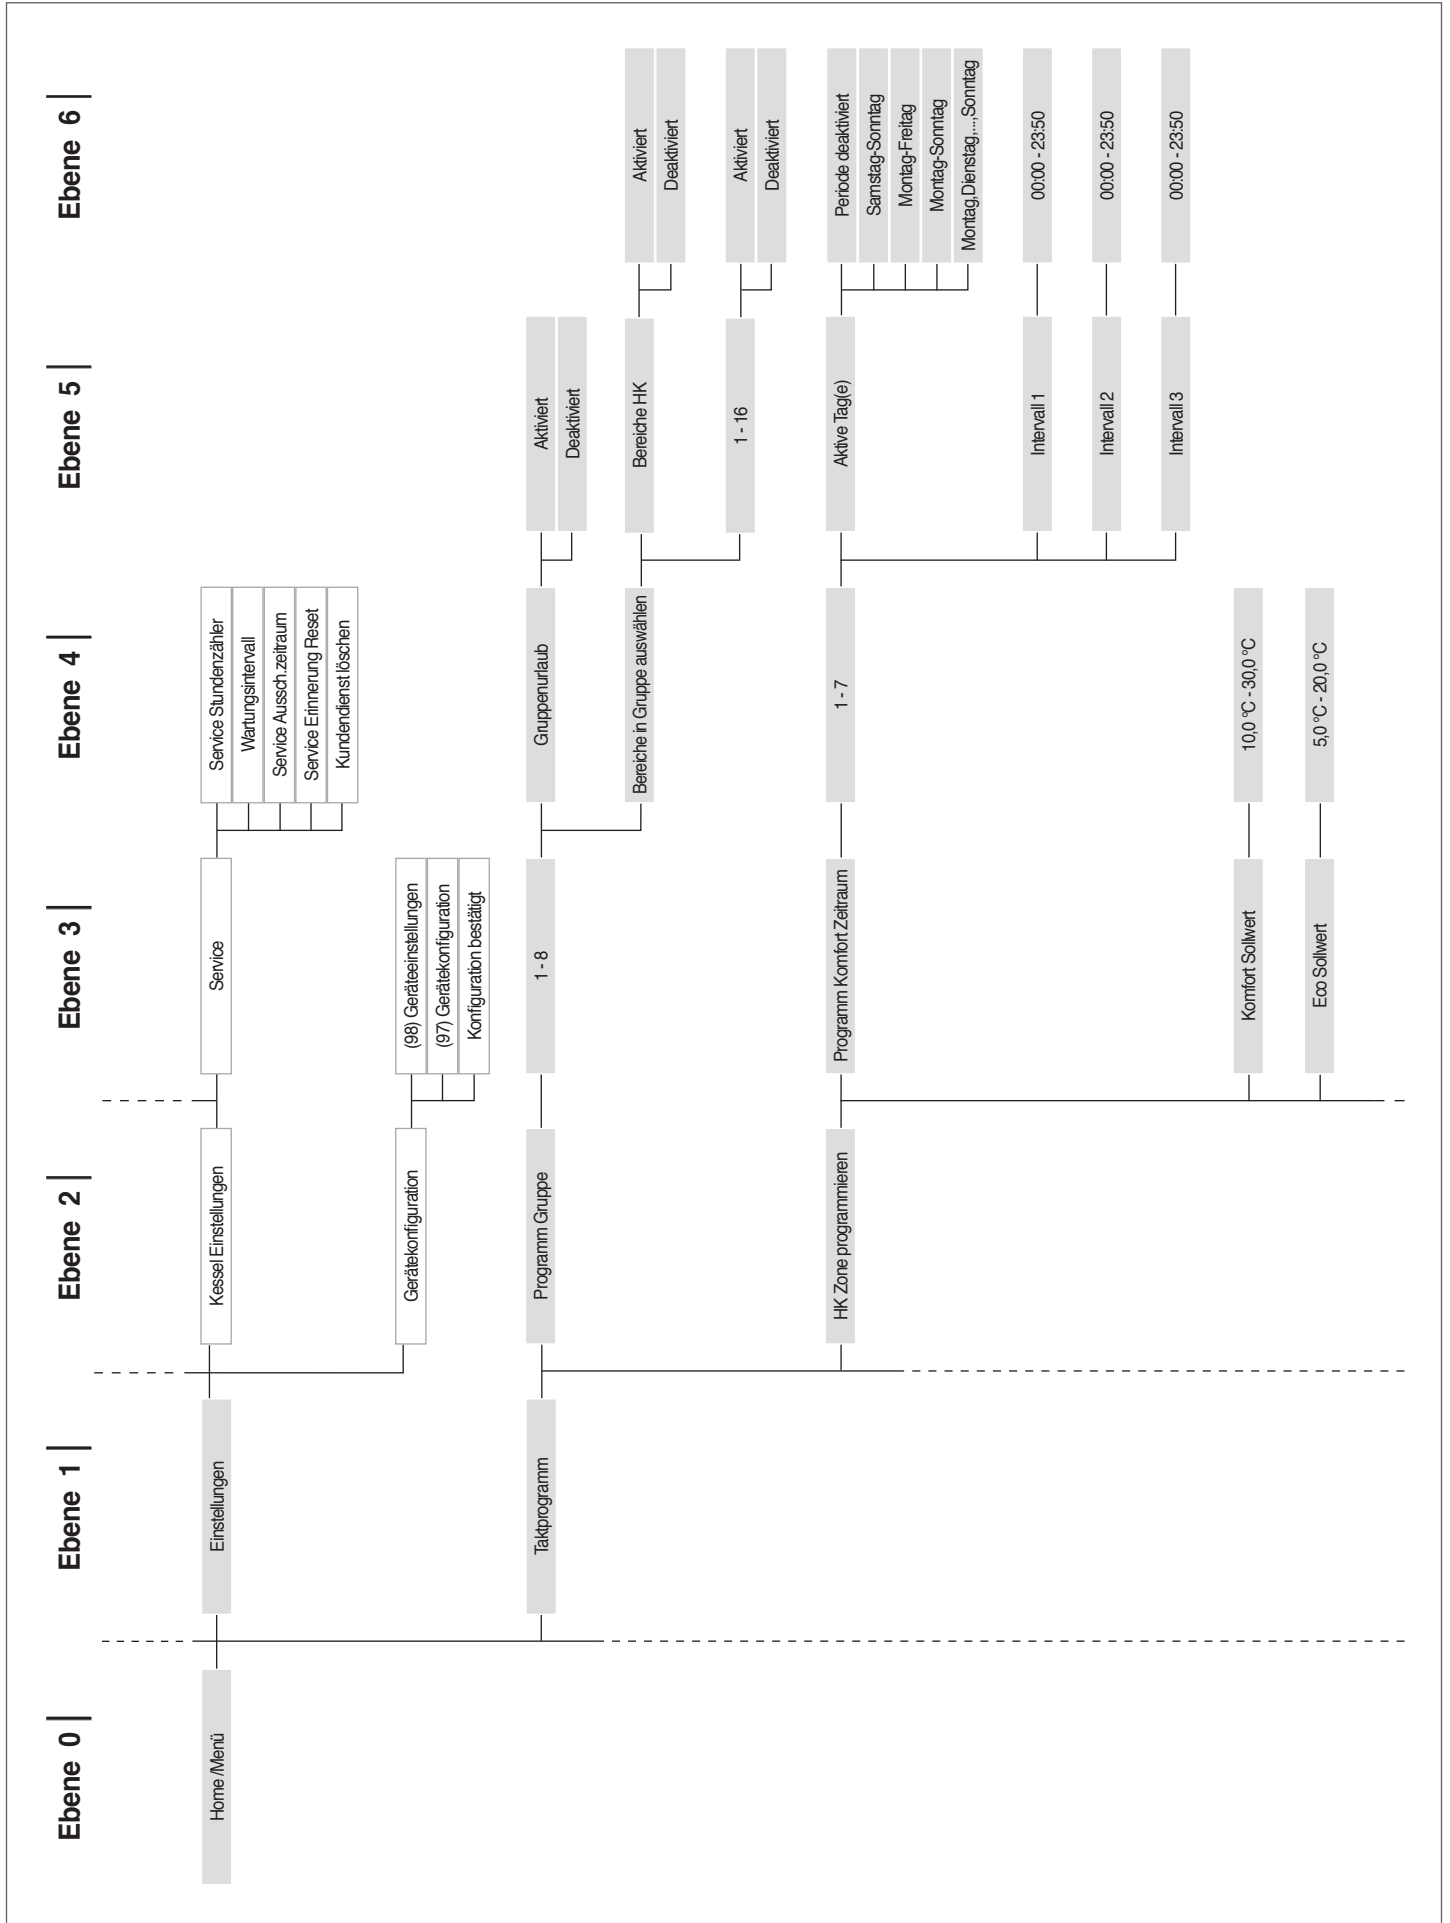 Ebene 0
Ebene 1
Ebene 2
Ebene 3
Ebene 4
Ebene 5
Ebene 6
Home /Menü
Einstellungen
Kessel Einstellungen
Service
Service Stundenzähler
Wartungsintervall
Service Aussch.zeitraum
Service Erinnerung Reset
Kundendienst löschen
Gerätekonfiguration
(98) Geräteeinstellungen
(97) Gerätekonfiguration
Konfiguration bestätigt
Taktprogramm
Programm Gruppe
1 - 8
Gruppenurlaub
Aktiviert
Deaktiviert
Bereiche in Gruppe auswählen
Bereiche HK
Aktiviert
Deaktiviert
1 - 16
Aktiviert
Deaktiviert
HK Zone programmieren
Programm Komfort Zeitraum
1 - 7
Aktive Tag(e)
Periode deaktiviert
Samstag-Sonntag
Montag-Freitag
Montag-Sonntag
Montag,Dienstag,...,Sonntag
Intervall 1
00:00 - 23:50
Intervall 2
00:00 - 23:50
Intervall 3
00:00 - 23:50
Komfort Sollwert
10,0 °C - 30,0 °C
Eco Sollwert
5,0 °C - 20,0 °C